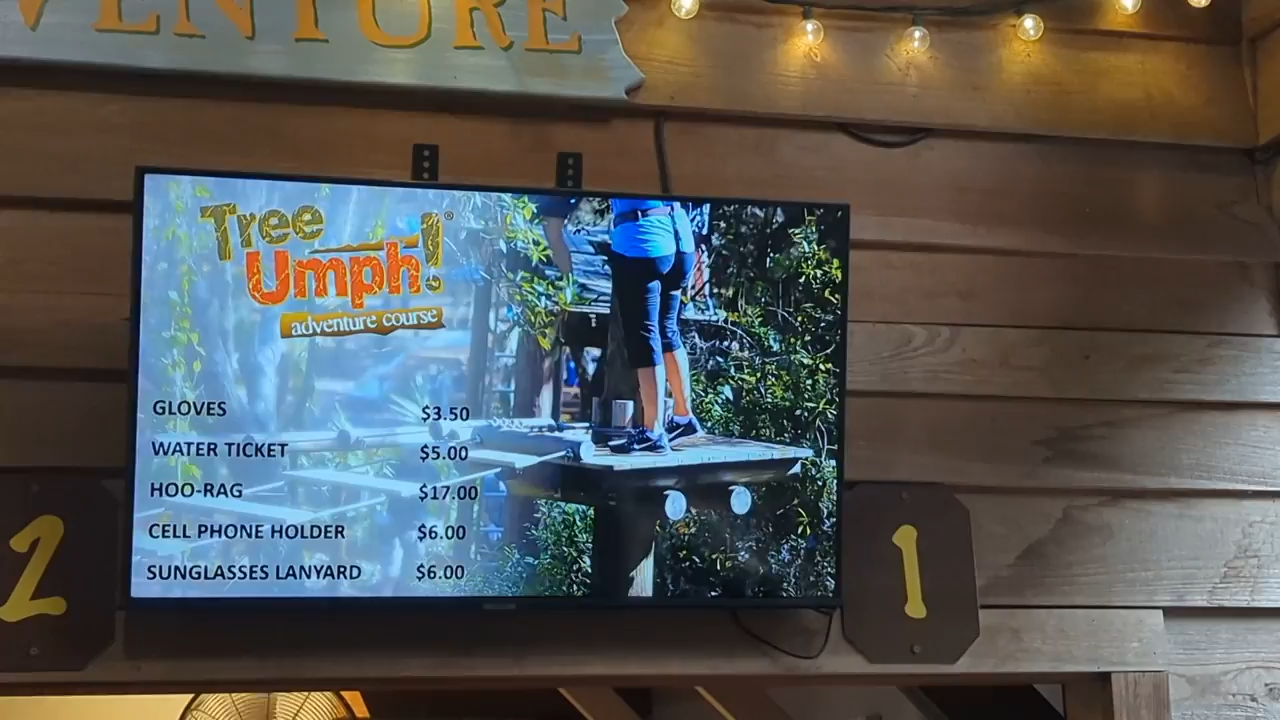 VENTURE
Tree
Umph!®
adventure course
GLOVES $3.50
WATER TICKET $5.00
HOO-RAG $17.00
CELL PHONE HOLDER $6.00
SUNGLASSES LANYARD $6.00
2
1